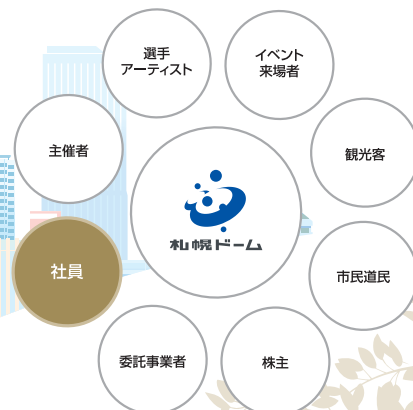 選手
アーティスト
イベント
来場者
主催者
観光客
札幌ドーム
社員
市民道民
委託事業者
株主